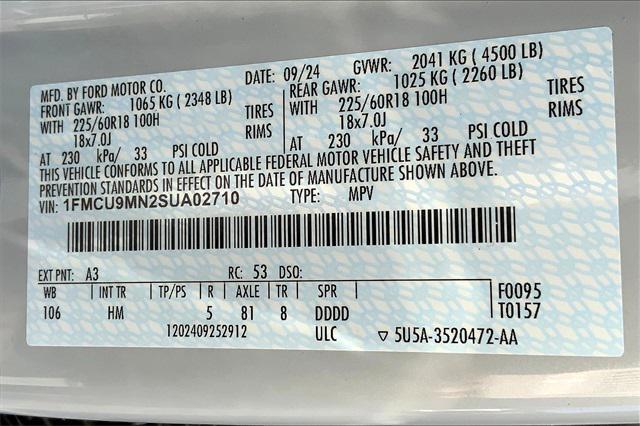 MFD. BY FORD MOTOR CO. DATE: 09/24 GVWR: 2041 KG ( 4500 LB)
FRONT GAWR: 1065 KG ( 2348 LB) REAR GAWR: 1025 KG ( 2260 LB)
WITH 225/60R18 100H TIRES WITH 225/60R18 100H TIRES
18x7.0J RIMS 18x7.0J RIMS
AT 230 kPa/ 33 PSI COLD AT 230 kPa/ 33 PSI COLD
THIS VEHICLE CONFORMS TO ALL APPLICABLE FEDERAL MOTOR VEHICLE SAFETY AND THEFT
PREVENTION STANDARDS IN EFFECT ON THE DATE OF MANUFACTURE SHOWN ABOVE.
VIN: 1FMCU9MN2SUA02710 TYPE: MPV
EXT PNT: A3 RC: 53 DSO:
WB INT TR TP/PS R AXLE TR SPR F0095
106 HM 5 81 8 DDDD T0157
1202409252912 ULC ▽ 5U5A-3520472-AA